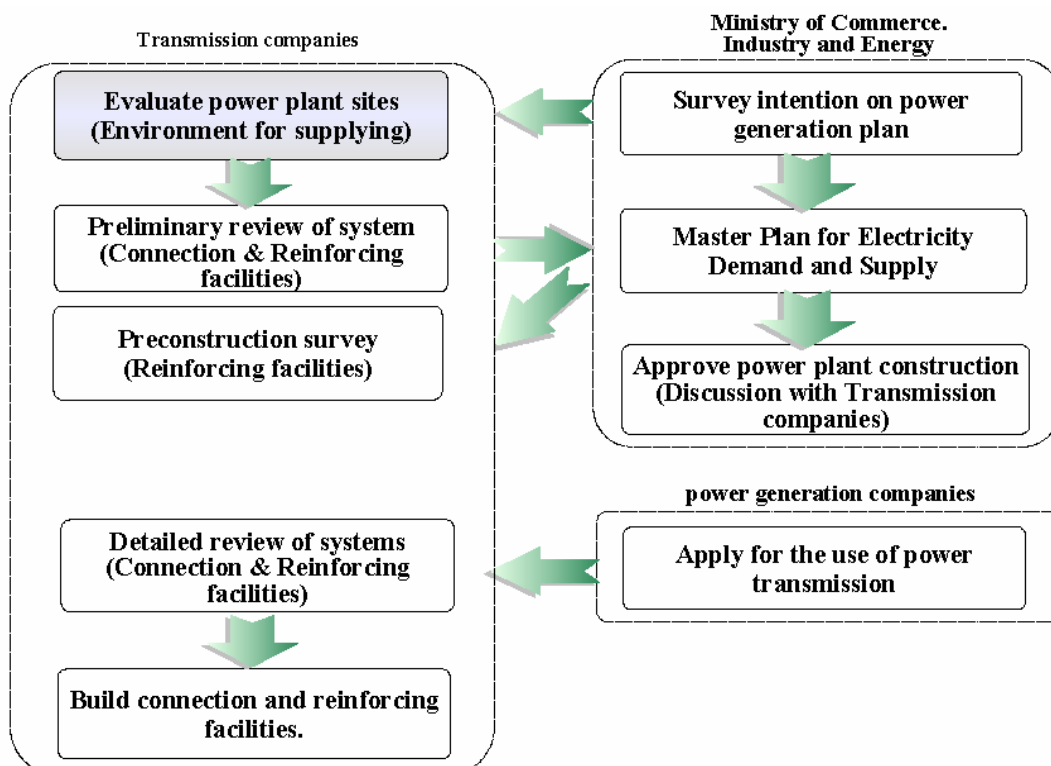 Transmission companies
Evaluate power plant sites
(Environment for supplying)
Preliminary review of system
(Connection & Reinforcing
facilities)
Preconstruction survey
(Reinforcing facilities)
Detailed review of systems
(Connection & Reinforcing
facilities)
Build connection and reinforcing
facilities.
Ministry of Commerce.
Industry and Energy
Survey intention on power
generation plan
Master Plan for Electricity
Demand and Supply
Approve power plant construction
(Discussion with Transmission
companies)
power generation companies
Apply for the use of power
transmission